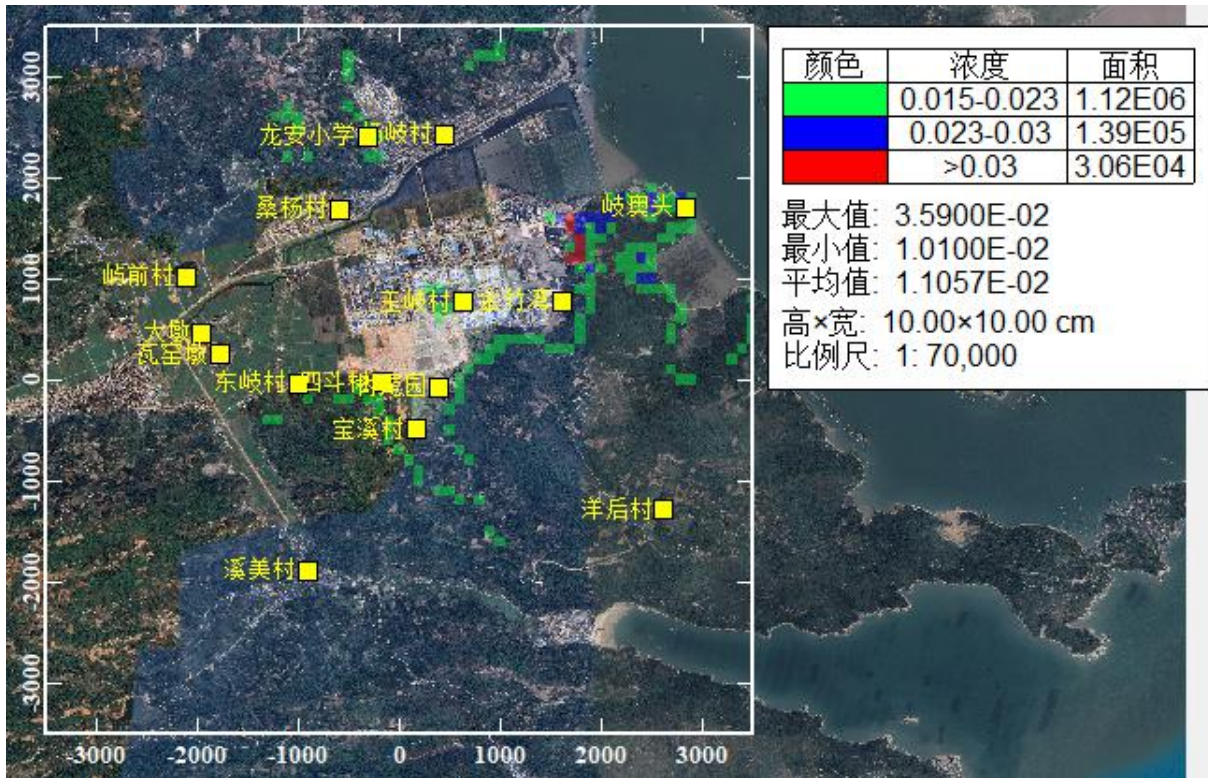 颜色 浓度 面积
0.015-0.023 1.12E06
0.023-0.03 1.39E05
>0.03 3.06E04
最大值: 3.5900E-02
最小值: 1.0100E-02
平均值: 1.1057E-02
高×宽: 10.00×10.00 cm
比例尺: 1: 70,000
3000
2000
1000
0
-1000
-2000
-3000
龙安小学
岐村
桑杨村
岐澳头
屿前村
玉岐村
大墩
瓦窑墩
东岐村
四斗
园
宝溪村
洋后村
溪美村
-3000 -2000 -1000 0 1000 2000 3000